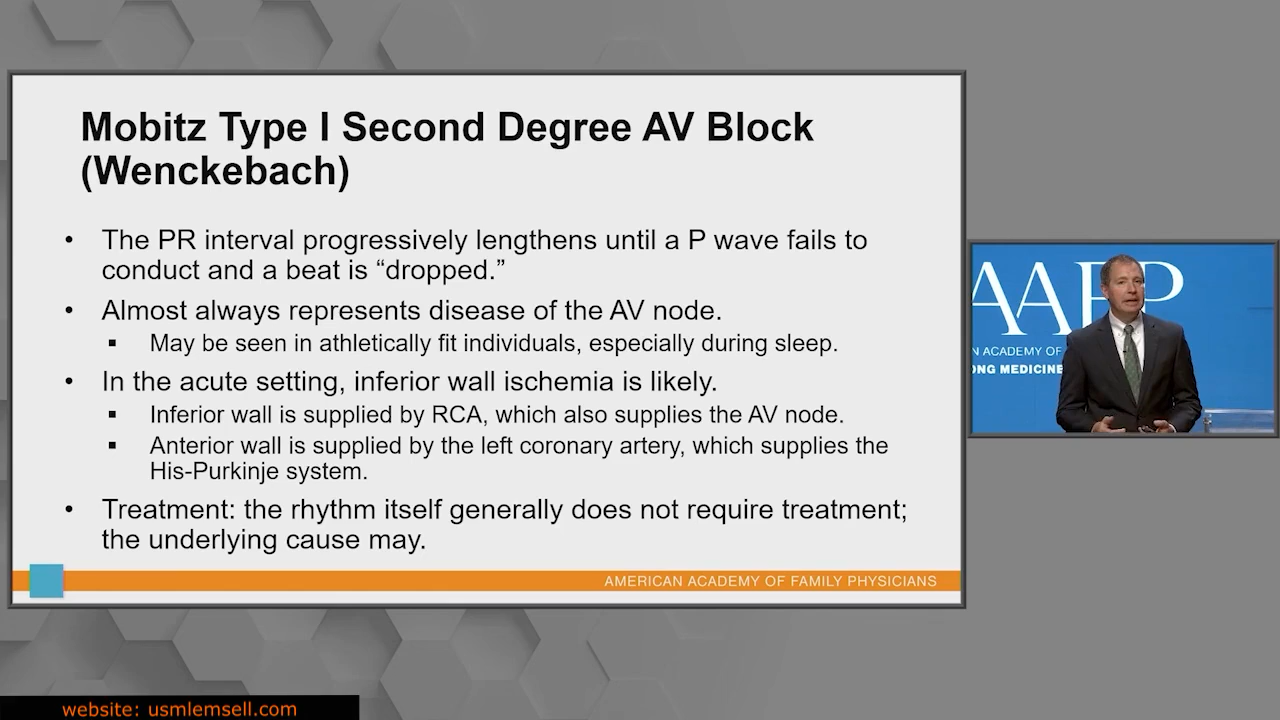 Mobitz Type I Second Degree AV Block
(Wenckebach)
• The PR interval progressively lengthens until a P wave fails to
conduct and a beat is “dropped.”
• Almost always represents disease of the AV node.
▪ May be seen in athletically fit individuals, especially during sleep.
• In the acute setting, inferior wall ischemia is likely.
▪ Inferior wall is supplied by RCA, which also supplies the AV node.
▪ Anterior wall is supplied by the left coronary artery, which supplies the
His-Purkinje system.
• Treatment: the rhythm itself generally does not require treatment;
the underlying cause may.
AMERICAN ACADEMY OF FAMILY PHYSICIANS
AAFP
N ACADEMY OF
ONG MEDICINE
website: usmlemsell.com